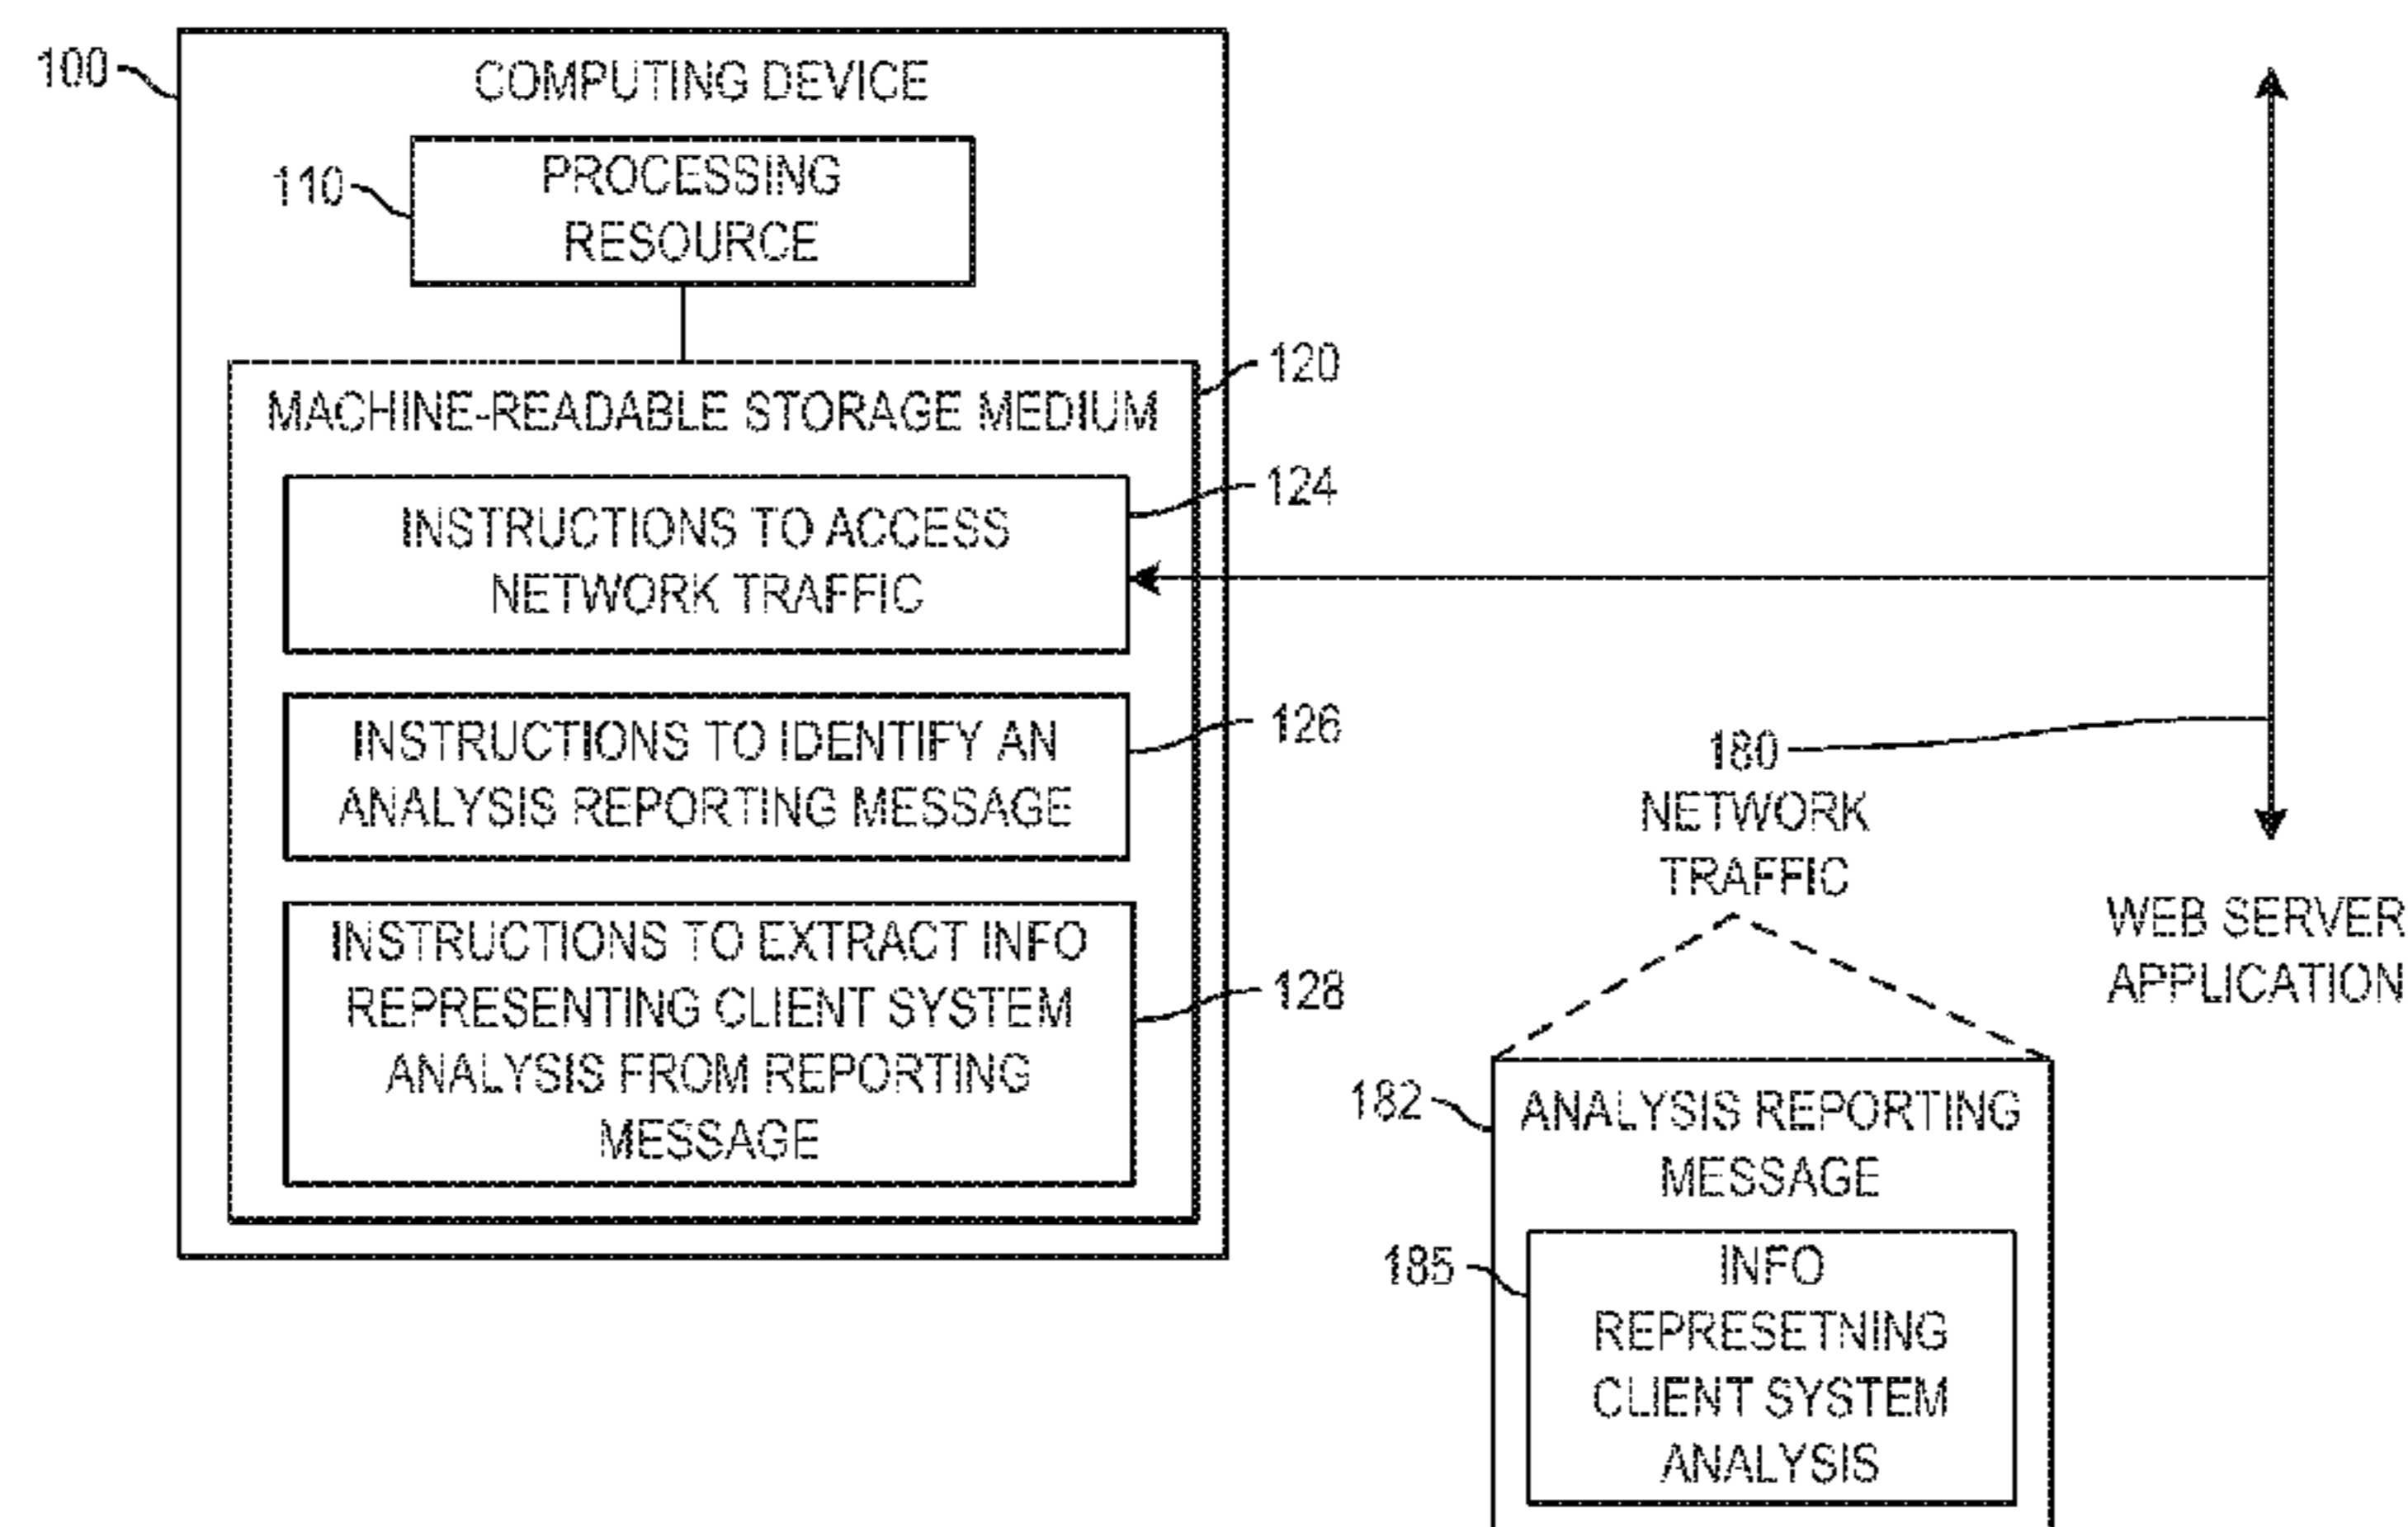 100
COMPUTING DEVICE
110
PROCESSING
RESOURCE
120
MACHINE-READABLE STORAGE MEDIUM
124
INSTRUCTIONS TO ACCESS
NETWORK TRAFFIC
126
INSTRUCTIONS TO IDENTIFY AN
ANALYSIS REPORTING MESSAGE
128
INSTRUCTIONS TO EXTRACT INFO
REPRESENTING CLIENT SYSTEM
ANALYSIS FROM REPORTING
MESSAGE
180
NETWORK
TRAFFIC
WEB SERVER
APPLICATION
182
ANALYSIS REPORTING
MESSAGE
185
INFO
REPRESETNING
CLIENT SYSTEM
ANALYSIS